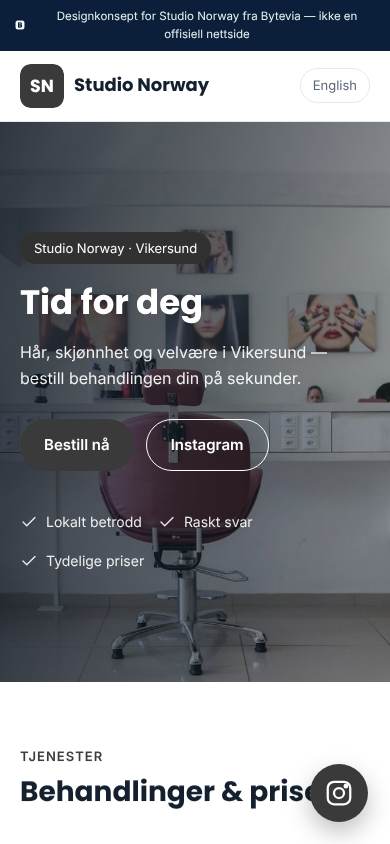 B
Designkonsept for Studio Norway fra Bytevia — ikke en
offisiell nettside
SN
Studio Norway
English
Studio Norway · Vikersund
Tid for deg
Hår, skjønnhet og velvære i Vikersund —
bestill behandlingen din på sekunder.
Bestill nå
Instagram
Lokalt betrodd
Raskt svar
Tydelige priser
TJENESTER
Behandlinger & prise